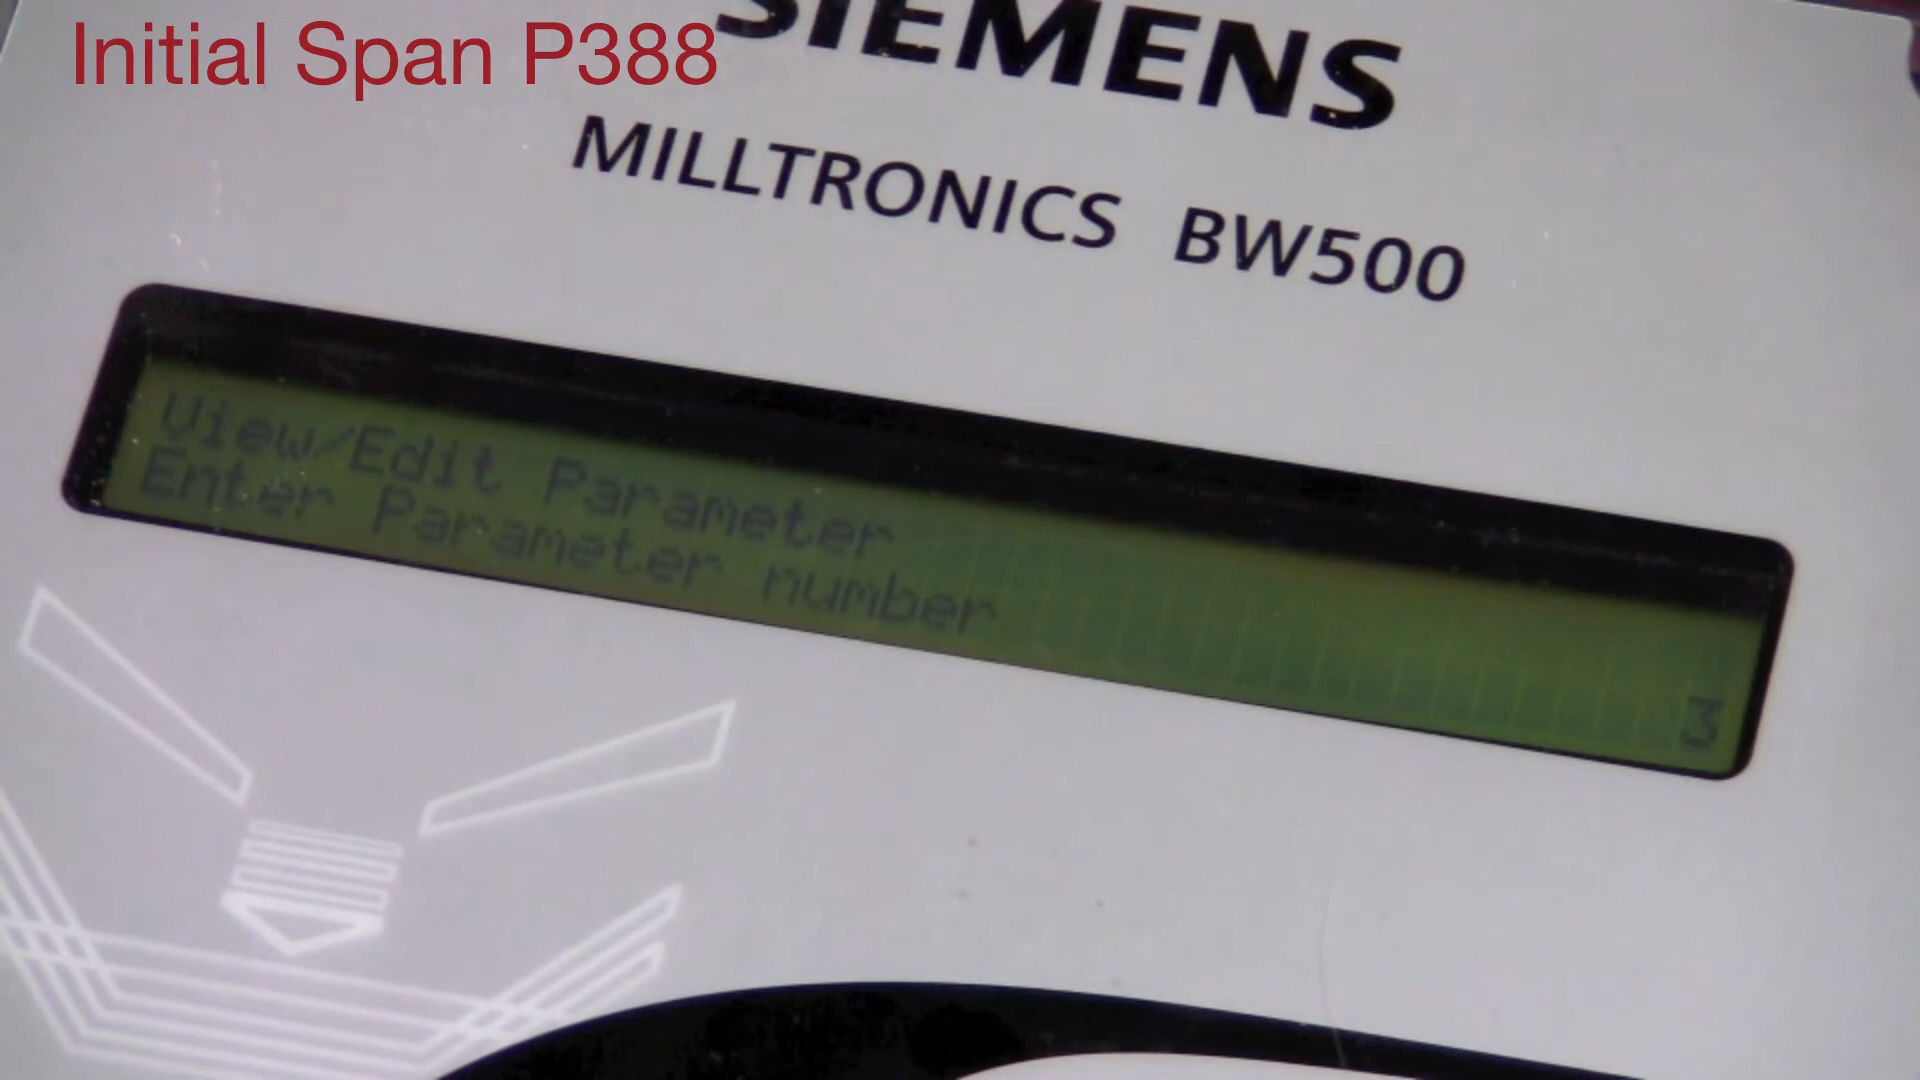 Initial Span P388
SIEMENS
MILLTRONICS BW500
View/Edit Parameter
Enter Parameter number
3